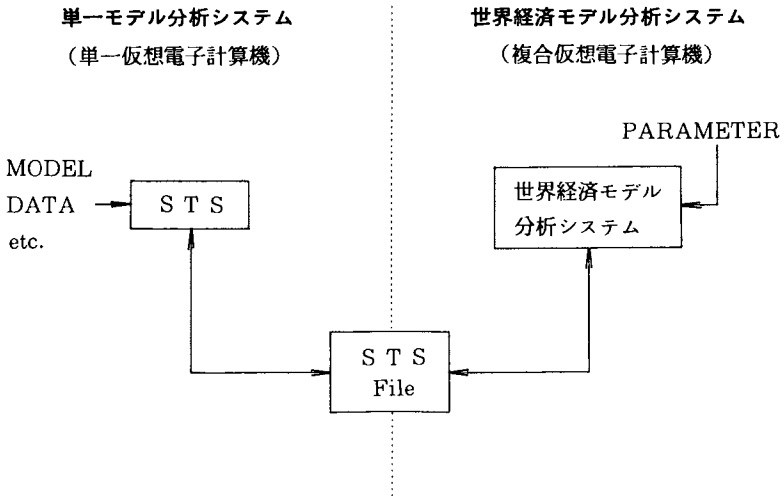 単一モデル分析システム
（単一仮想電子計算機）
MODEL
DATA
etc.
S T S
世界経済モデル分析システム
（複合仮想電子計算機）
PARAMETER
世界経済モデル
分析システム
S T S
File